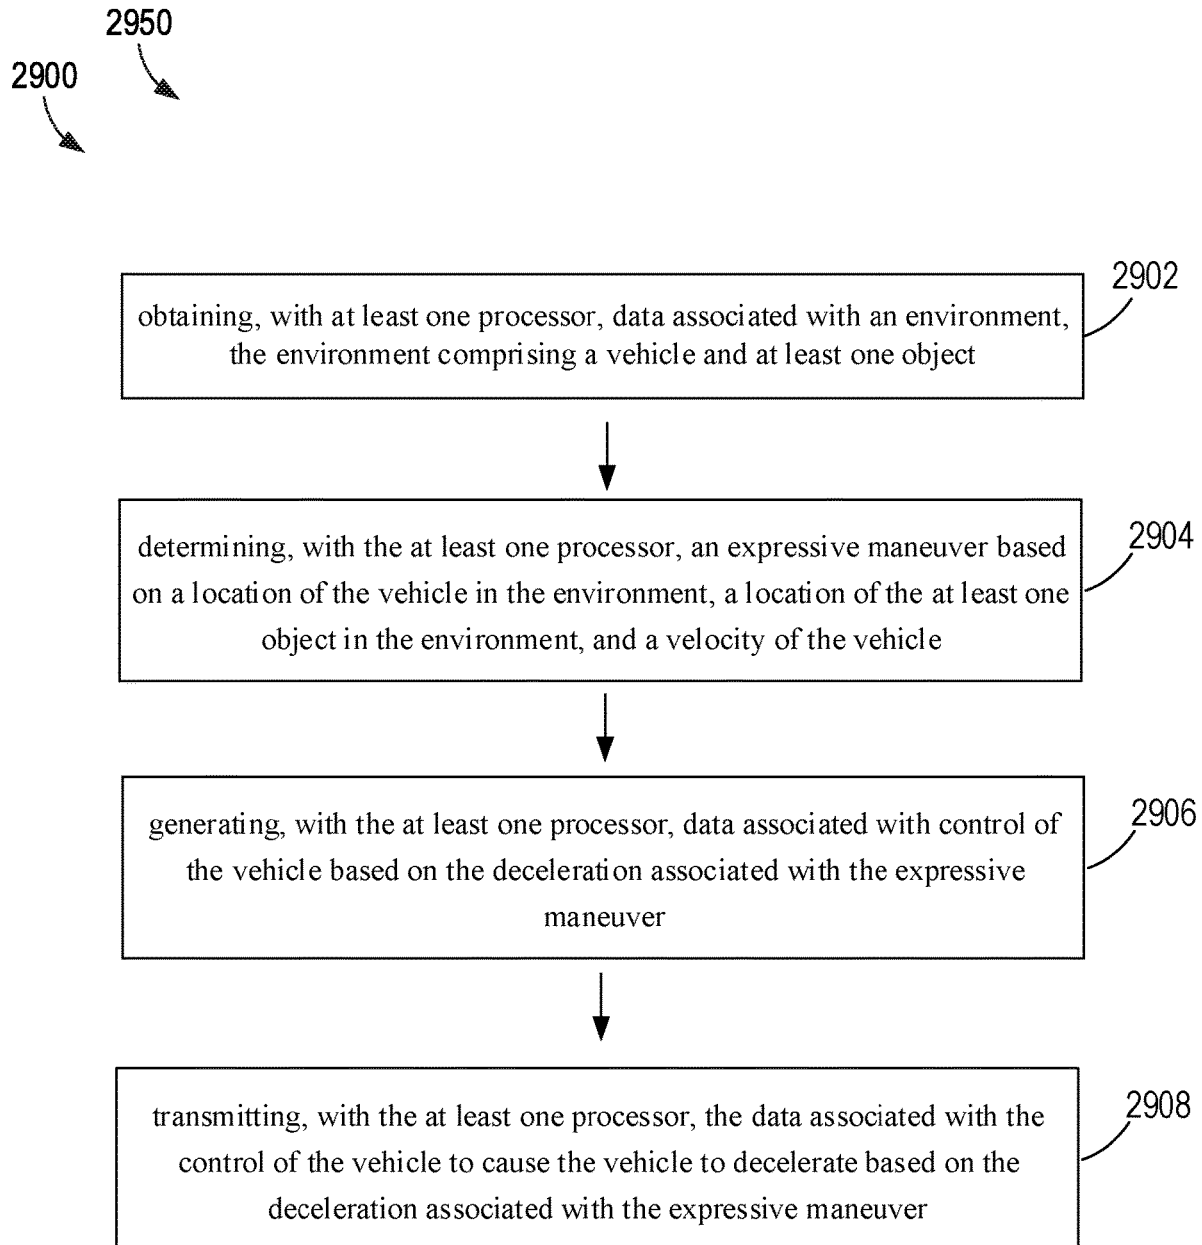 2950
2900
2902
obtaining, with at least one processor, data associated with an environment,
the environment comprising a vehicle and at least one object
2904
determining, with the at least one processor, an expressive maneuver based
on a location of the vehicle in the environment, a location of the at least one
object in the environment, and a velocity of the vehicle
2906
generating, with the at least one processor, data associated with control of
the vehicle based on the deceleration associated with the expressive
maneuver
2908
transmitting, with the at least one processor, the data associated with the
control of the vehicle to cause the vehicle to decelerate based on the
deceleration associated with the expressive maneuver